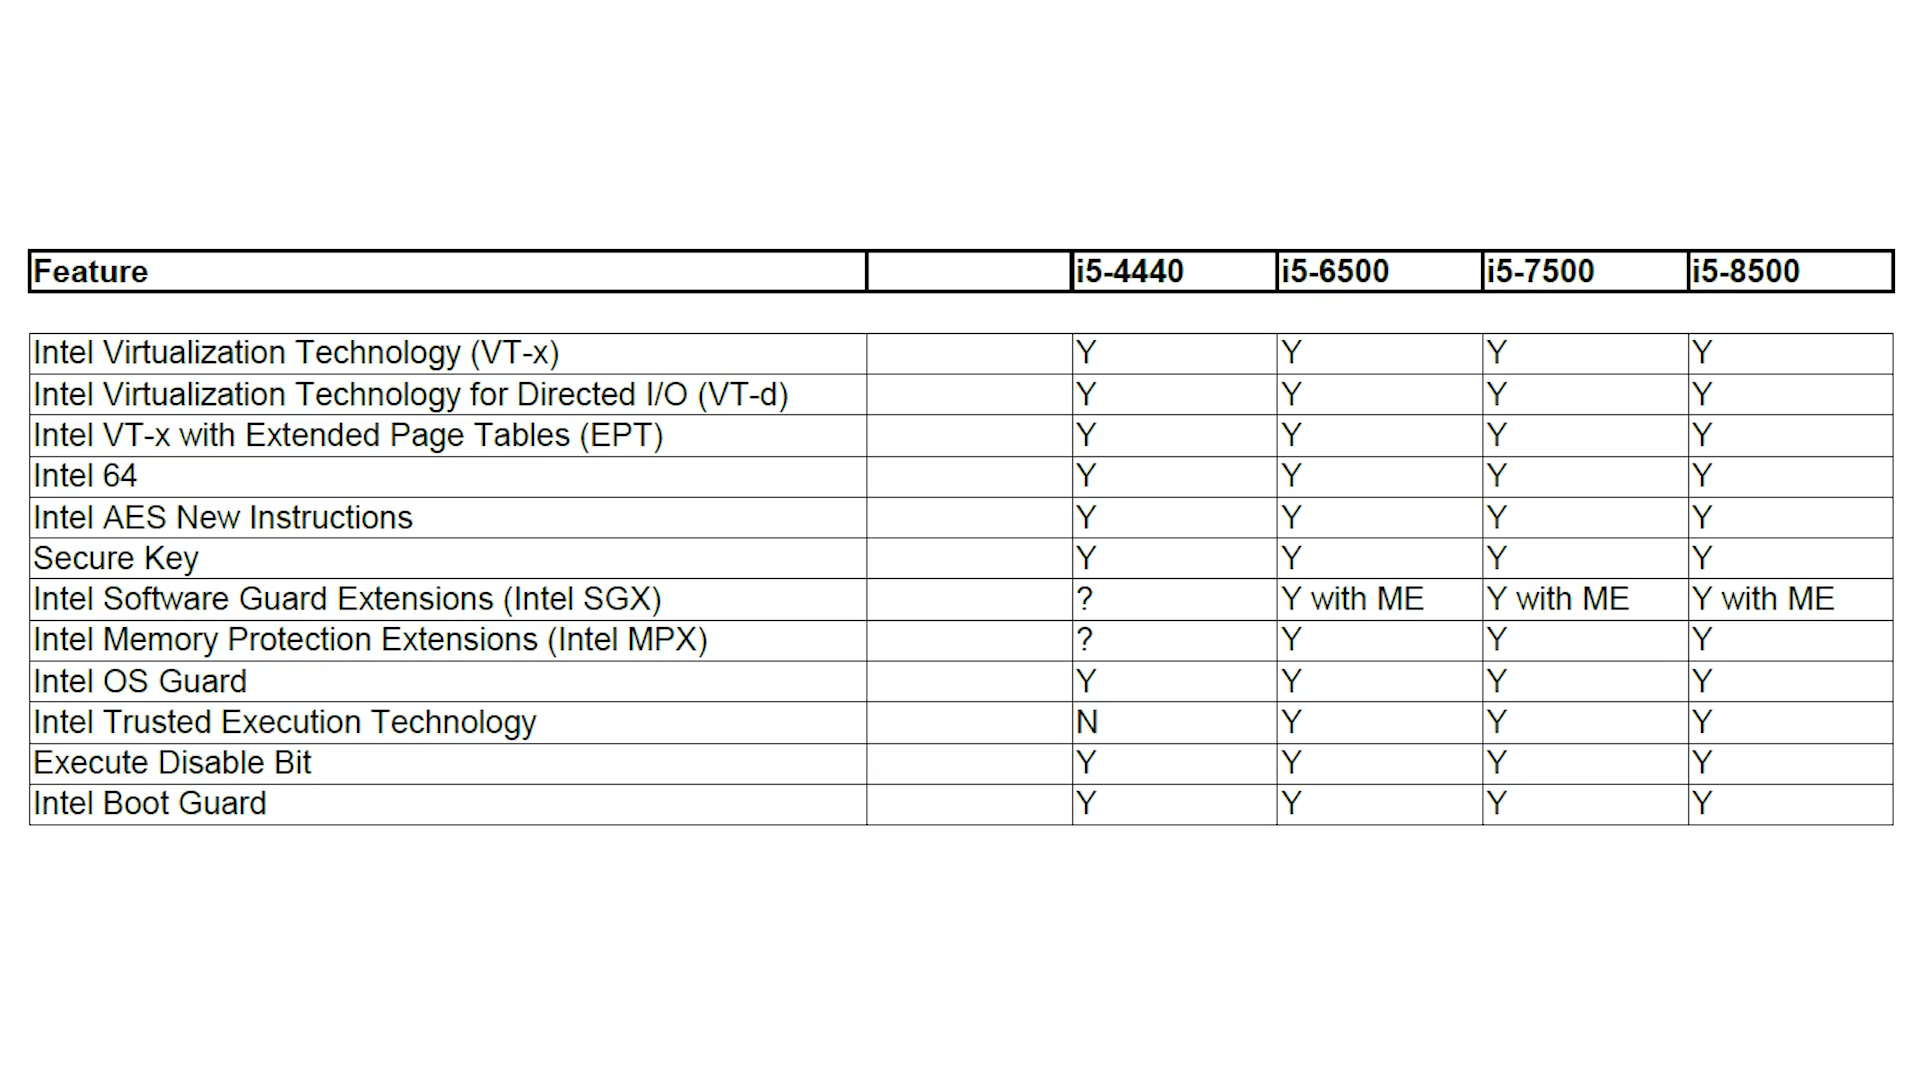 Feature i5-4440 i5-6500 i5-7500 i5-8500
Intel Virtualization Technology (VT-x) Y Y Y Y
Intel Virtualization Technology for Directed I/O (VT-d) Y Y Y Y
Intel VT-x with Extended Page Tables (EPT) Y Y Y Y
Intel 64 Y Y Y Y
Intel AES New Instructions Y Y Y Y
Secure Key Y Y Y Y
Intel Software Guard Extensions (Intel SGX) ? Y with ME Y with ME Y with ME
Intel Memory Protection Extensions (Intel MPX) ? Y Y Y
Intel OS Guard Y Y Y Y
Intel Trusted Execution Technology N Y Y Y
Execute Disable Bit Y Y Y Y
Intel Boot Guard Y Y Y Y